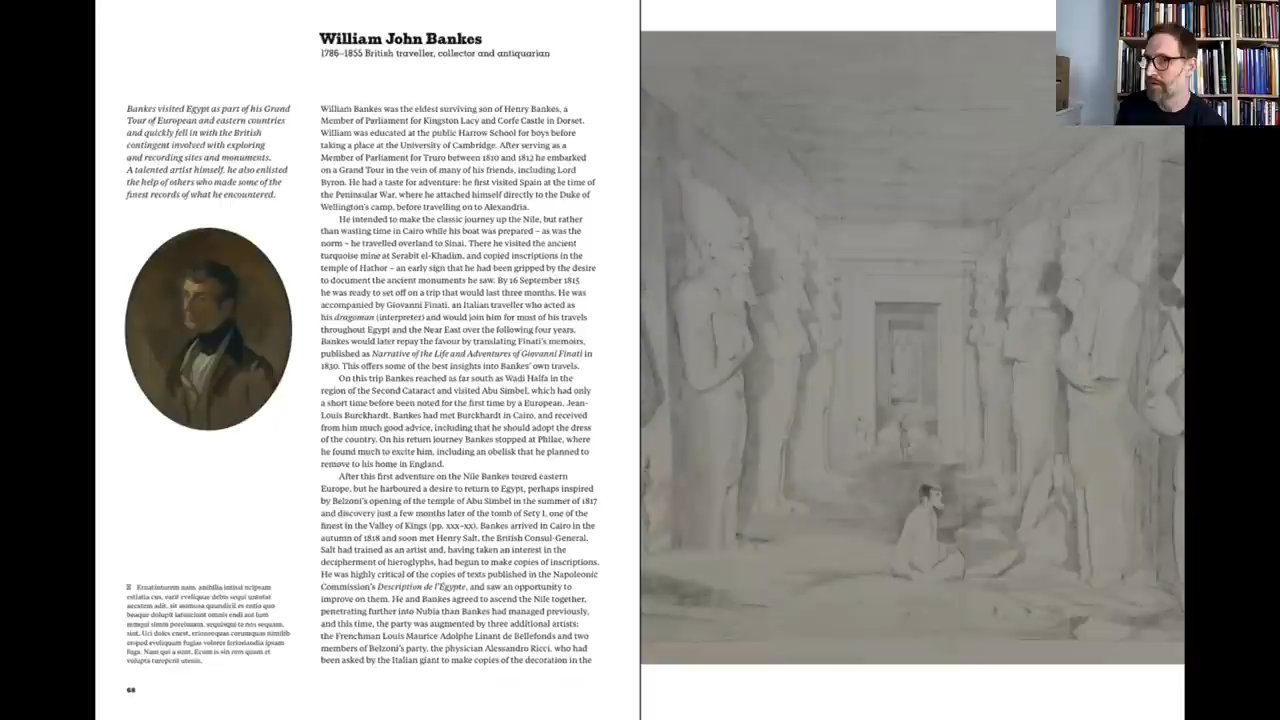 William John Bankes
1786–1855 British traveller, collector and antiquarian
Bankes visited Egypt as part of his Grand
Tour of European and eastern countries
and quickly fell in with the British
contingent involved with exploring
and recording sites and monuments.
A talented artist himself, he also enlisted
the help of others who made some of the
finest records of what he encountered.
William Bankes was the eldest surviving son of Henry Bankes, a
Member of Parliament for Kingston Lacy and Corfe Castle in Dorset.
William was educated at the public Harrow School for boys before
taking a place at the University of Cambridge. After serving as a
Member of Parliament for Truro between 1810 and 1812 he embarked
on a Grand Tour in the vein of many of his friends, including Lord
Byron. He had a taste for adventure: he first visited Spain at the time of
the Peninsular War, where he attached himself directly to the Duke of
Wellington's camp, before travelling on to Alexandria.
He intended to make the classic journey up the Nile, but rather
than wasting time in Cairo while his boat was prepared – as was the
norm – he travelled overland to Sinai. There he visited the ancient
turquoise mine at Serabit el-Khadim, and copied inscriptions in the
temple of Hathor – an early sign that he had been gripped by the desire
to document the ancient monuments he saw. By 16 September 1815
he was ready to set off on a trip that would last three months. He was
accompanied by Giovanni Finati, an Italian traveller who acted as
his dragoman (interpreter) and would join him for most of his travels
throughout Egypt and the Near East over the following four years.
Bankes would later repay the favour by translating Finati's memoirs,
published as Narrative of the Life and Adventures of Giovanni Finati in
1830. This offers some of the best insights into Bankes' own travels.
On this trip Bankes reached as far south as Wadi Halfa in the
region of the Second Cataract and visited Abu Simbel, which had only
a short time before been noted for the first time by a European, Jean-
Louis Burckhardt. Bankes had met Burckhardt in Cairo, and received
from him much good advice, including that he should adopt the dress
of the country. On his return journey Bankes stopped at Philae, where
he found much to excite him, including an obelisk that he planned to
remove to his home in England.
After this first adventure on the Nile Bankes toured eastern
Europe, but he harboured a desire to return to Egypt, perhaps inspired
by Belzoni's opening of the temple of Abu Simbel in the summer of 1817
and discovery just a few months later of the tomb of Sety I, one of the
finest in the Valley of Kings (pp. xxx–xx). Bankes arrived in Cairo in the
autumn of 1818 and soon met Henry Salt, the British Consul-General.
Salt had trained as an artist and, having taken an interest in the
decipherment of hieroglyphs, had begun to make copies of inscriptions.
He was highly critical of the copies of texts published in the Napoleonic
Commission's Description de l'Égypte, and saw an opportunity to
improve on them. He and Bankes agreed to ascend the Nile together,
penetrating further into Nubia than Bankes had managed previously,
and this time, the party was augmented by three additional artists:
the Frenchman Louis Maurice Adolphe Linant de Bellefonds and two
members of Belzoni's party, the physician Alessandro Ricci, who had
been asked by the Italian giant to make copies of the decoration in the
68